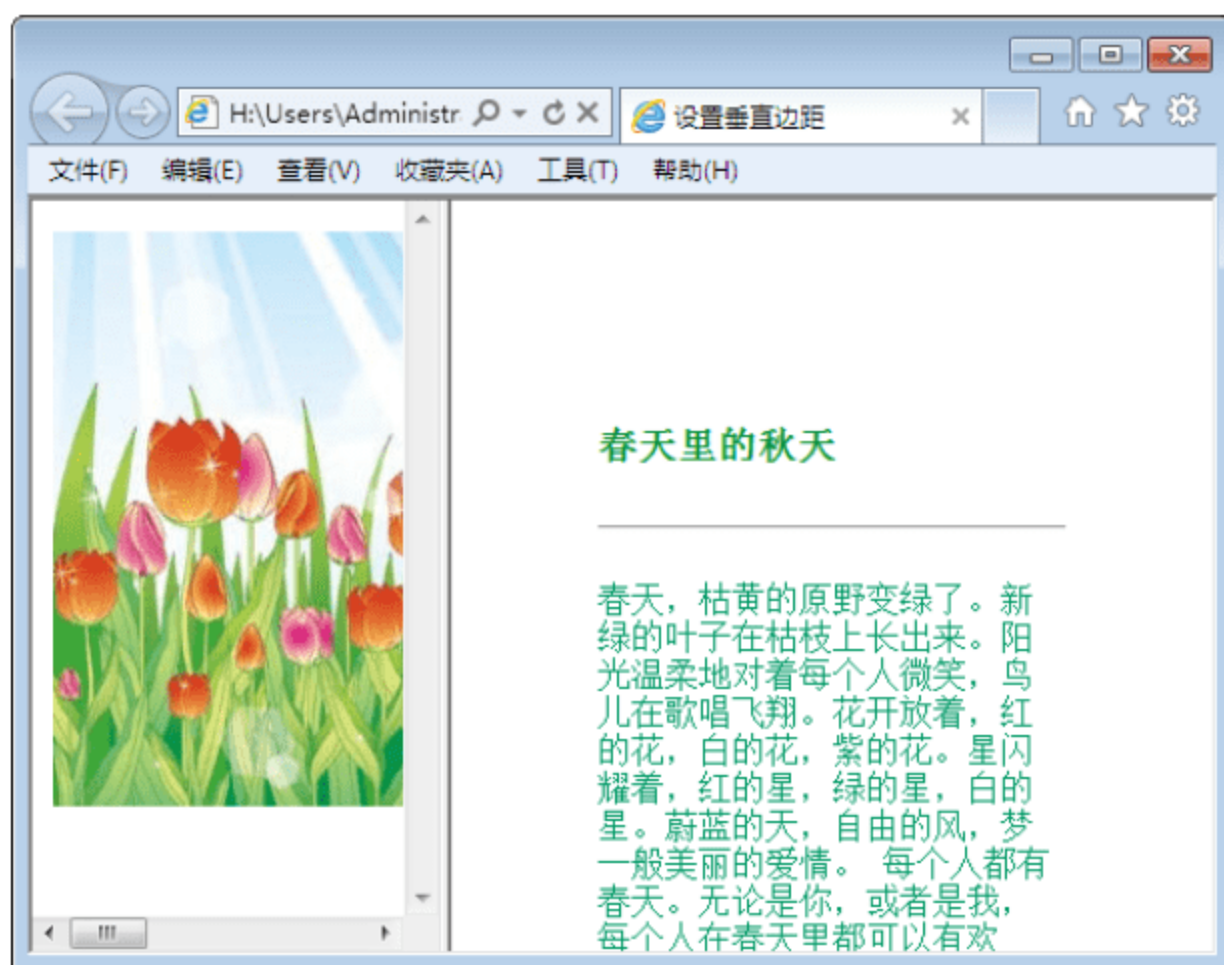 H:\Users\Administr
设置垂直边距
文件(F) 编辑(E) 查看(V) 收藏夹(A) 工具(T) 帮助(H)
春天里的秋天
春天，枯黄的原野变绿了。新
绿的叶子在枯枝上长出来。阳
光温柔地对着每个人微笑，鸟
儿在歌唱飞翔。花开放着，红
的花，白的花，紫的花。星闪
耀着，红的星，绿的星，白的
星。蔚蓝的天，自由的风，梦
一般美丽的爱情。 每个人都有
春天。无论是你，或者是我，
每个人在春天里都可以有欢